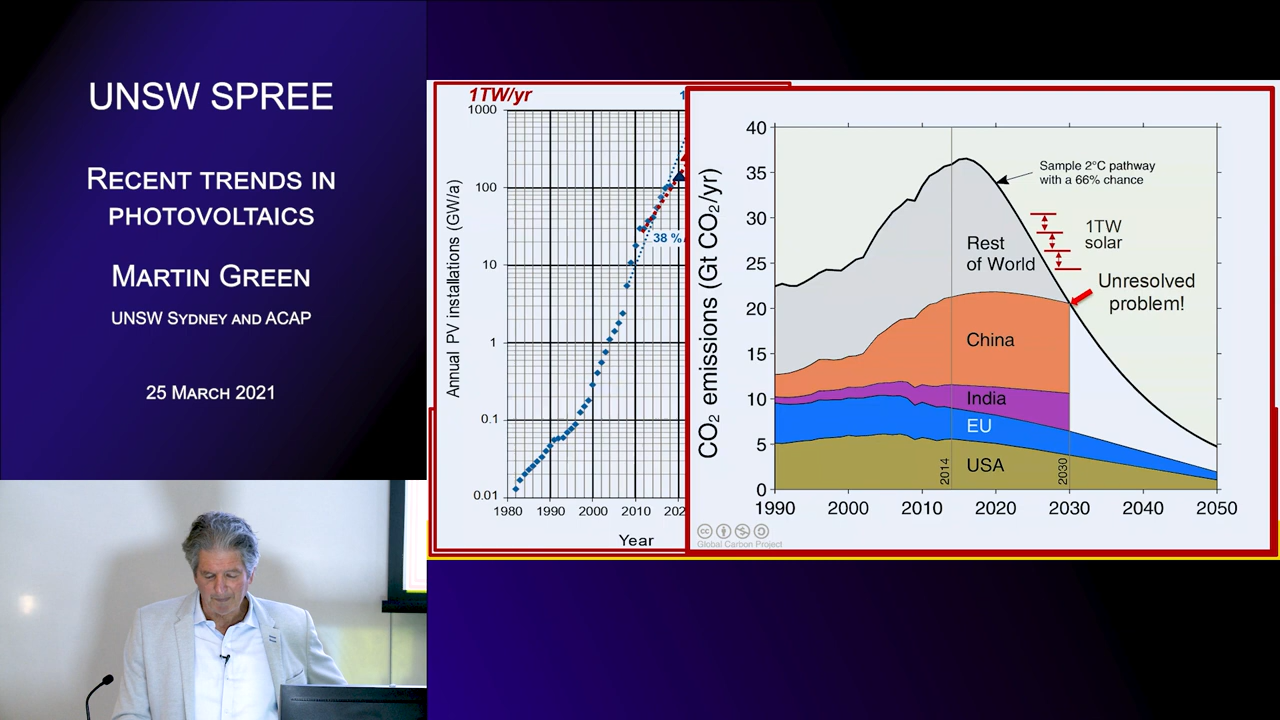 UNSW SPREE
RECENT TRENDS IN
PHOTOVOLTAICS
MARTIN GREEN
UNSW SYDNEY AND ACAP
25 MARCH 2021
1TW/yr
1000
100
10
1
0.1
0.01
Annual PV installations (GW/a)
38 %
1980 1990 2000 2010
Year
CO₂ emissions (Gt CO₂/yr)
40
35
30
25
20
15
10
5
0
Sample 2°C pathway
with a 66% chance
1TW
solar
Rest
of World
Unresolved
problem!
China
India
EU
USA
2014
2030
1990 2000 2010 2020 2030 2040 2050
Global Carbon Project